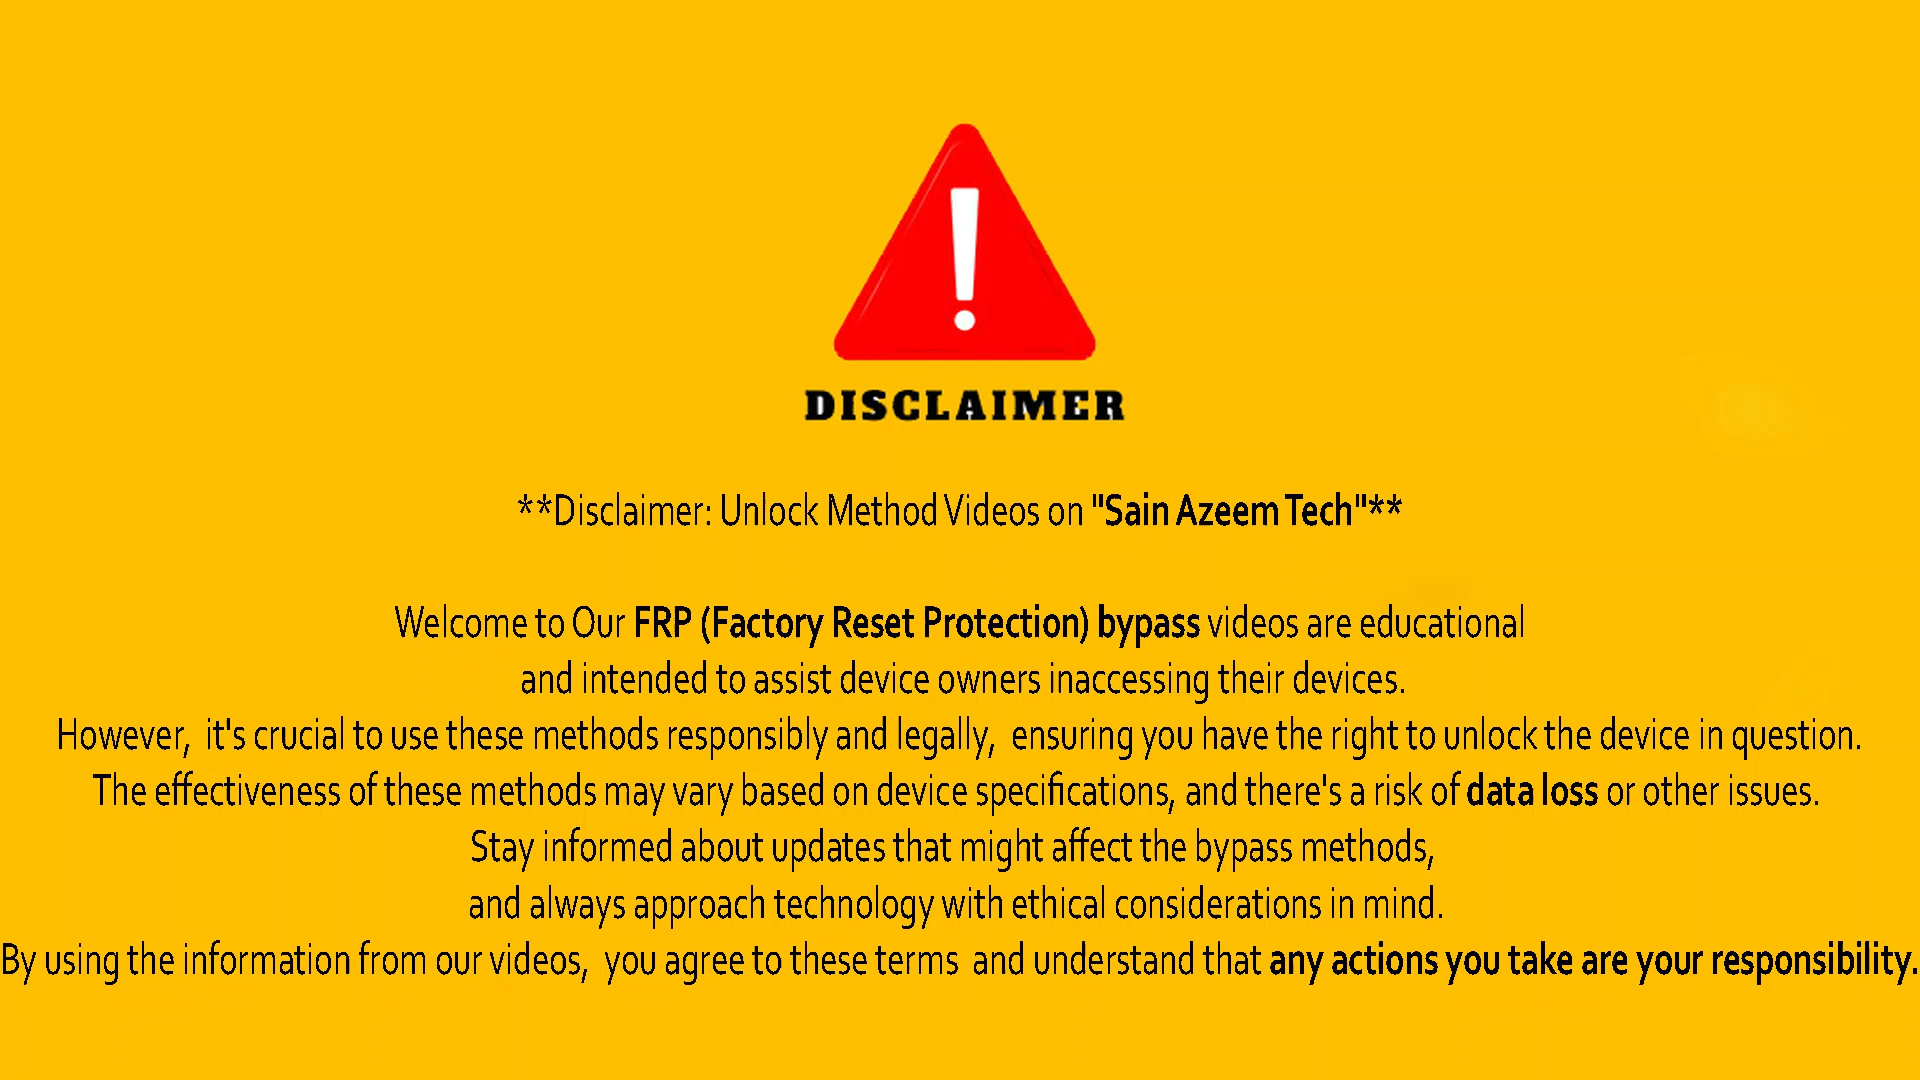 DISCLAIMER
**Disclaimer: Unlock Method Videos on "Sain Azeem Tech"**
Welcome to Our FRP (Factory Reset Protection) bypass videos are educational
and intended to assist device owners inaccessing their devices.
However, it's crucial to use these methods responsibly and legally, ensuring you have the right to unlock the device in question.
The effectiveness of these methods may vary based on device specifications, and there's a risk of data loss or other issues.
Stay informed about updates that might affect the bypass methods,
and always approach technology with ethical considerations in mind.
By using the information from our videos, you agree to these terms and understand that any actions you take are your responsibility.